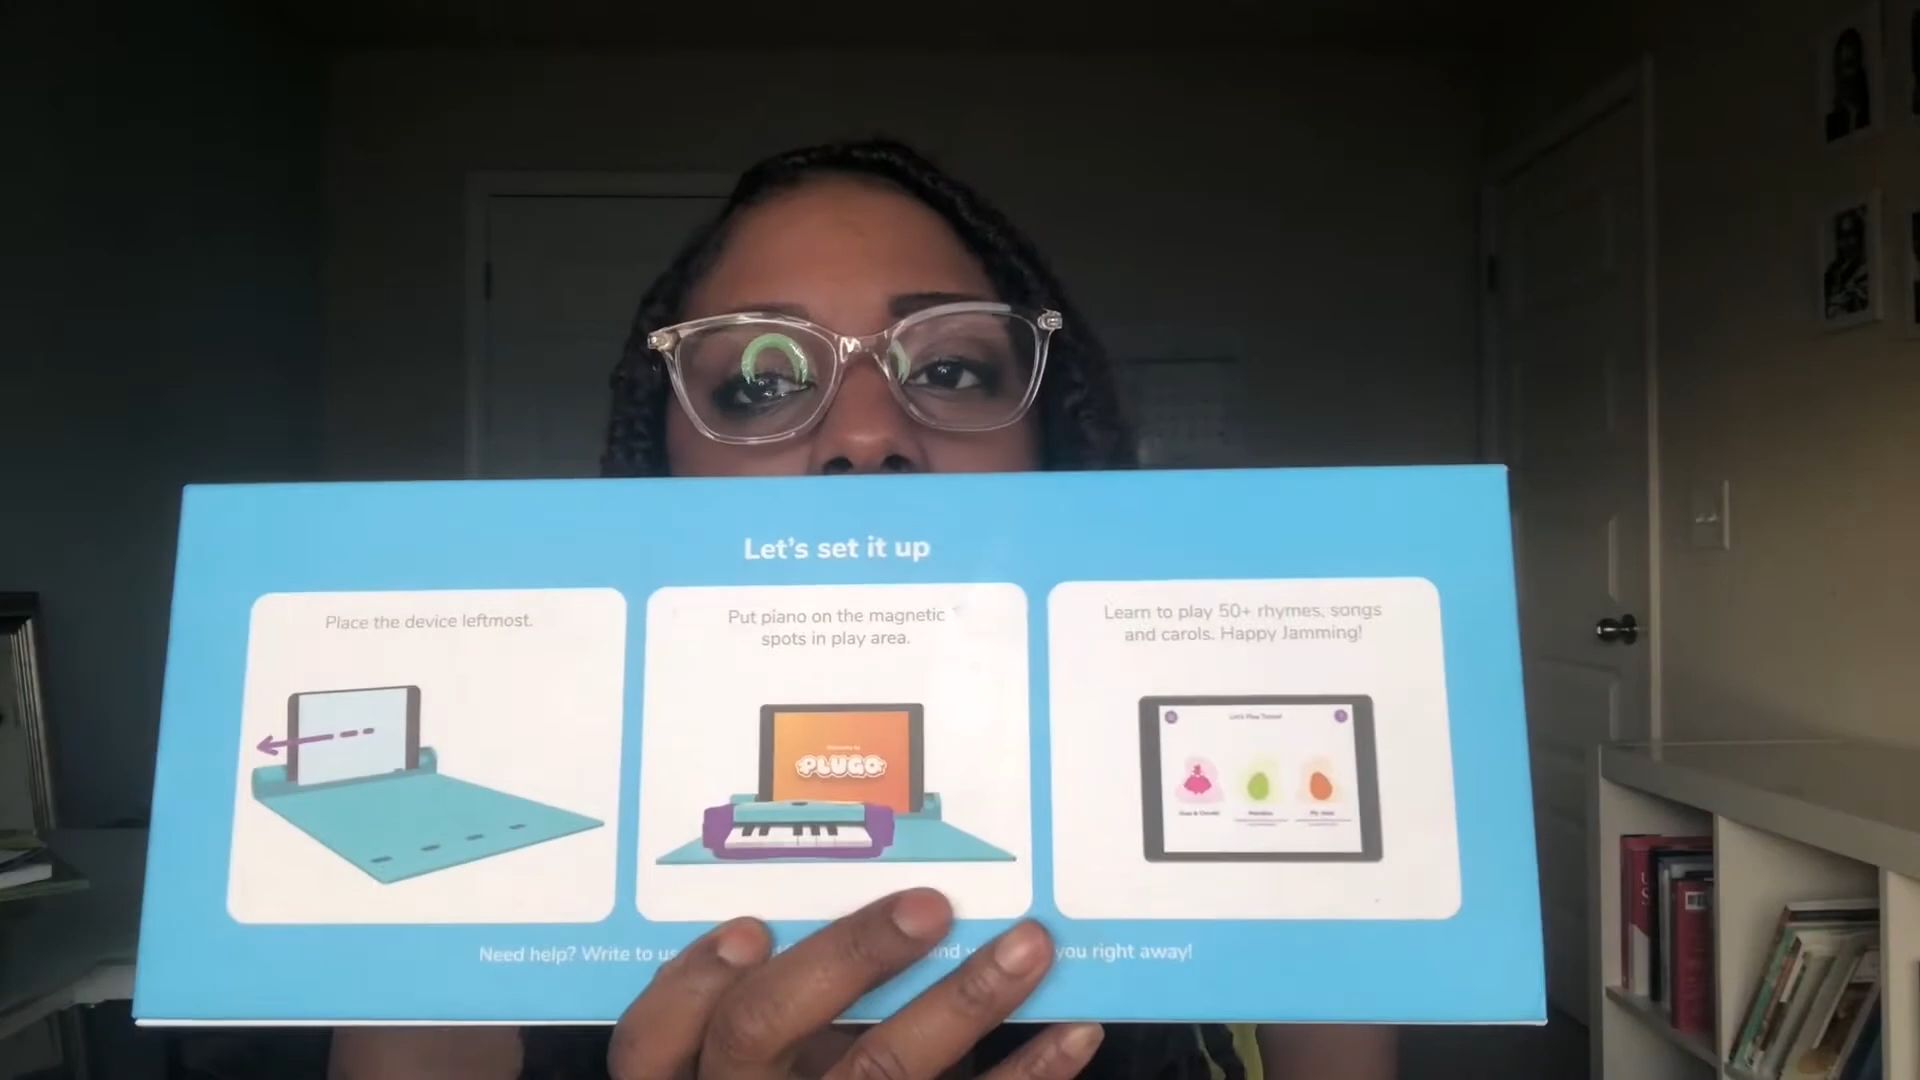 Let's set it up
Place the device leftmost.
Put piano on the magnetic
spots in play area.
Learn to play 50+ rhymes, songs
and carols. Happy Jamming!
PLUGO
Need help? Write to us you right away!